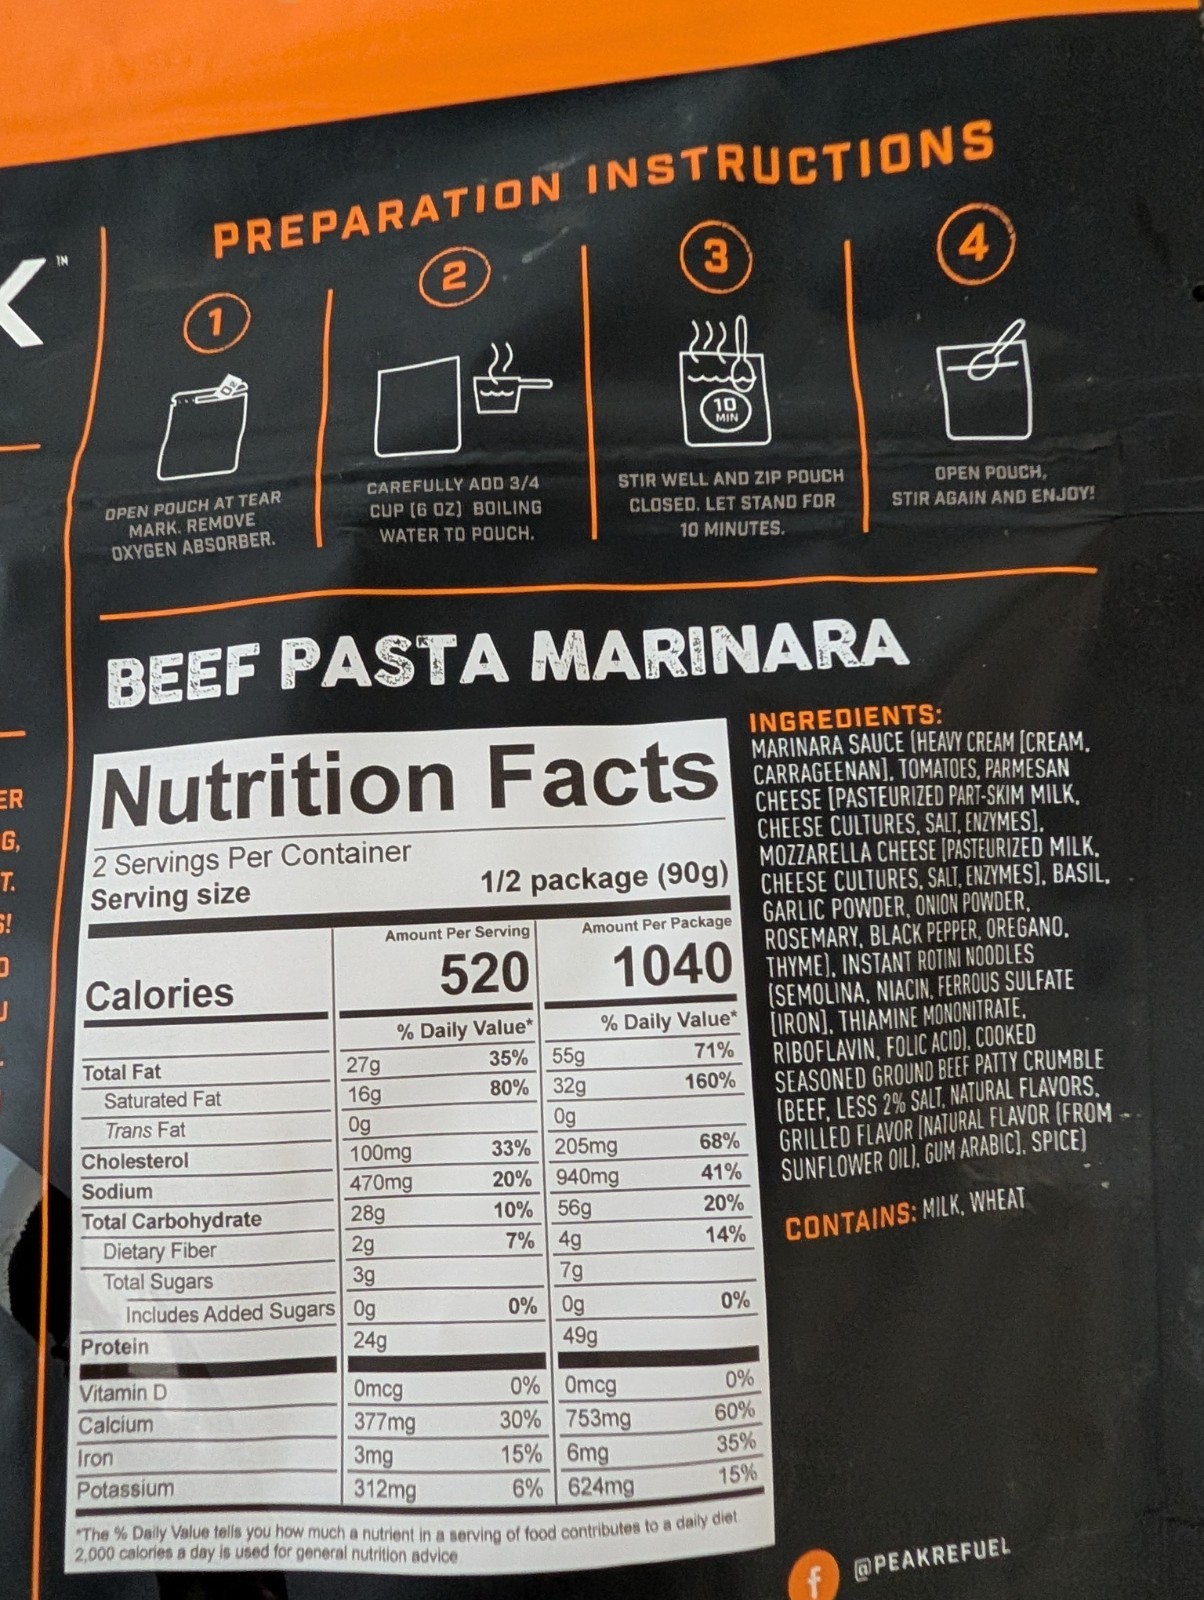 K™
PREPARATION INSTRUCTIONS
1
2
3
4
10
MIN
OPEN POUCH AT TEAR
MARK. REMOVE
OXYGEN ABSORBER.
CAREFULLY ADD 3/4
CUP (6 OZ) BOILING
WATER TO POUCH.
STIR WELL AND ZIP POUCH
CLOSED. LET STAND FOR
10 MINUTES.
OPEN POUCH,
STIR AGAIN AND ENJOY!
BEEF PASTA MARINARA
Nutrition Facts
2 Servings Per Container
Serving size 1/2 package (90g)
Amount Per Serving Amount Per Package
Calories 520 1040
% Daily Value* % Daily Value*
Total Fat 27g 35% 55g 71%
Saturated Fat 16g 80% 32g 160%
Trans Fat 0g 0g
Cholesterol 100mg 33% 205mg 68%
Sodium 470mg 20% 940mg 41%
Total Carbohydrate 28g 10% 56g 20%
Dietary Fiber 2g 7% 4g 14%
Total Sugars 3g 7g
Includes Added Sugars 0g 0% 0g 0%
Protein 24g 49g
Vitamin D 0mcg 0% 0mcg 0%
Calcium 377mg 30% 753mg 60%
Iron 3mg 15% 6mg 35%
Potassium 312mg 6% 624mg 15%
*The % Daily Value tells you how much a nutrient in a serving of food contributes to a daily diet.
2,000 calories a day is used for general nutrition advice
INGREDIENTS:
MARINARA SAUCE (HEAVY CREAM [CREAM,
CARRAGEENAN], TOMATOES, PARMESAN
CHEESE [PASTEURIZED PART-SKIM MILK,
CHEESE CULTURES, SALT, ENZYMES],
MOZZARELLA CHEESE [PASTEURIZED MILK,
CHEESE CULTURES, SALT, ENZYMES], BASIL,
GARLIC POWDER, ONION POWDER,
ROSEMARY, BLACK PEPPER, OREGANO,
THYME), INSTANT ROTINI NOODLES
(SEMOLINA, NIACIN, FERROUS SULFATE
[IRON], THIAMINE MONONITRATE,
RIBOFLAVIN, FOLIC ACID), COOKED
SEASONED GROUND BEEF PATTY CRUMBLE
(BEEF, LESS 2% SALT, NATURAL FLAVORS,
GRILLED FLAVOR [NATURAL FLAVOR (FROM
SUNFLOWER OIL), GUM ARABIC], SPICE)
CONTAINS: MILK, WHEAT
f @PEAKREFUEL